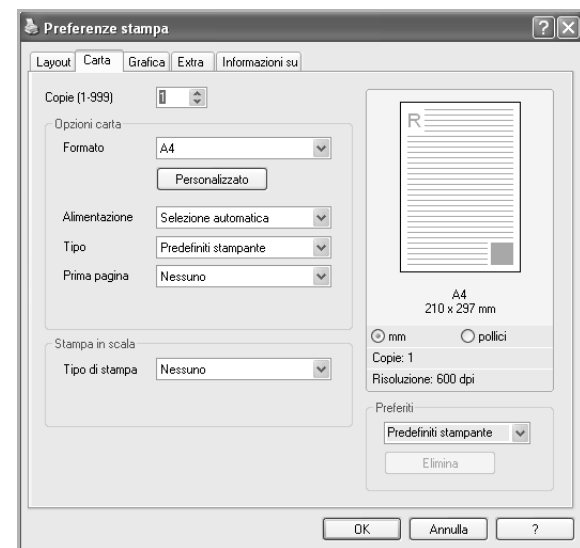 Preferenze stampa
Layout Carta Grafica Extra Informazioni su
Copie (1-999) 1
Opzioni carta
Formato A4
Personalizzato
Alimentazione Selezione automatica
Tipo Predefiniti stampante
Prima pagina Nessuno
Stampa in scala
Tipo di stampa Nessuno
R
A4
210 x 297 mm
mm pollici
Copie: 1
Risoluzione: 600 dpi
Preferiti
Predefiniti stampante
Elimina
OK Annulla ?